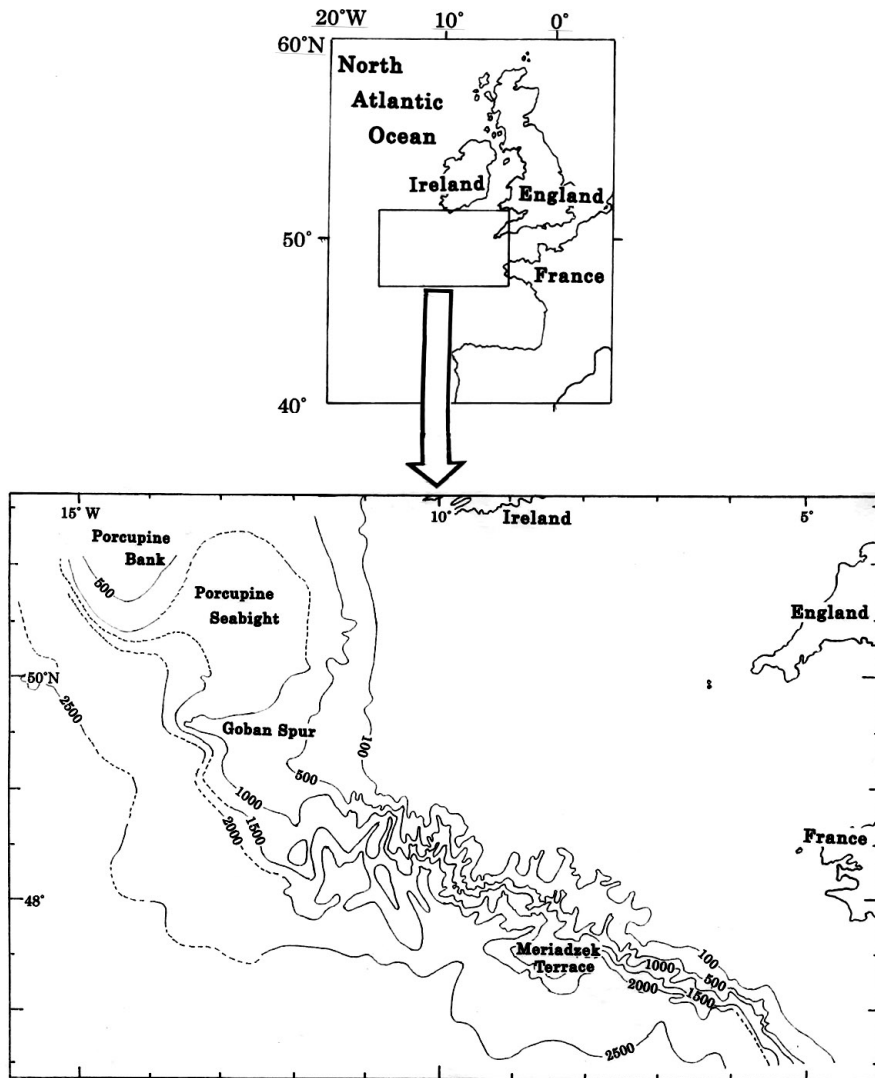 20°W 10° 0°
60°N
North
Atlantic
Ocean
Ireland
England
50°
France
40°
15° W 10° 5°
Ireland
Porcupine
Bank
500
Porcupine
Seabight
England
50°N
2500
Goban Spur
100
500
1000
1500
2000
France
48°
Meriadzek
Terrace
100
500
1000
1500
2000
2500